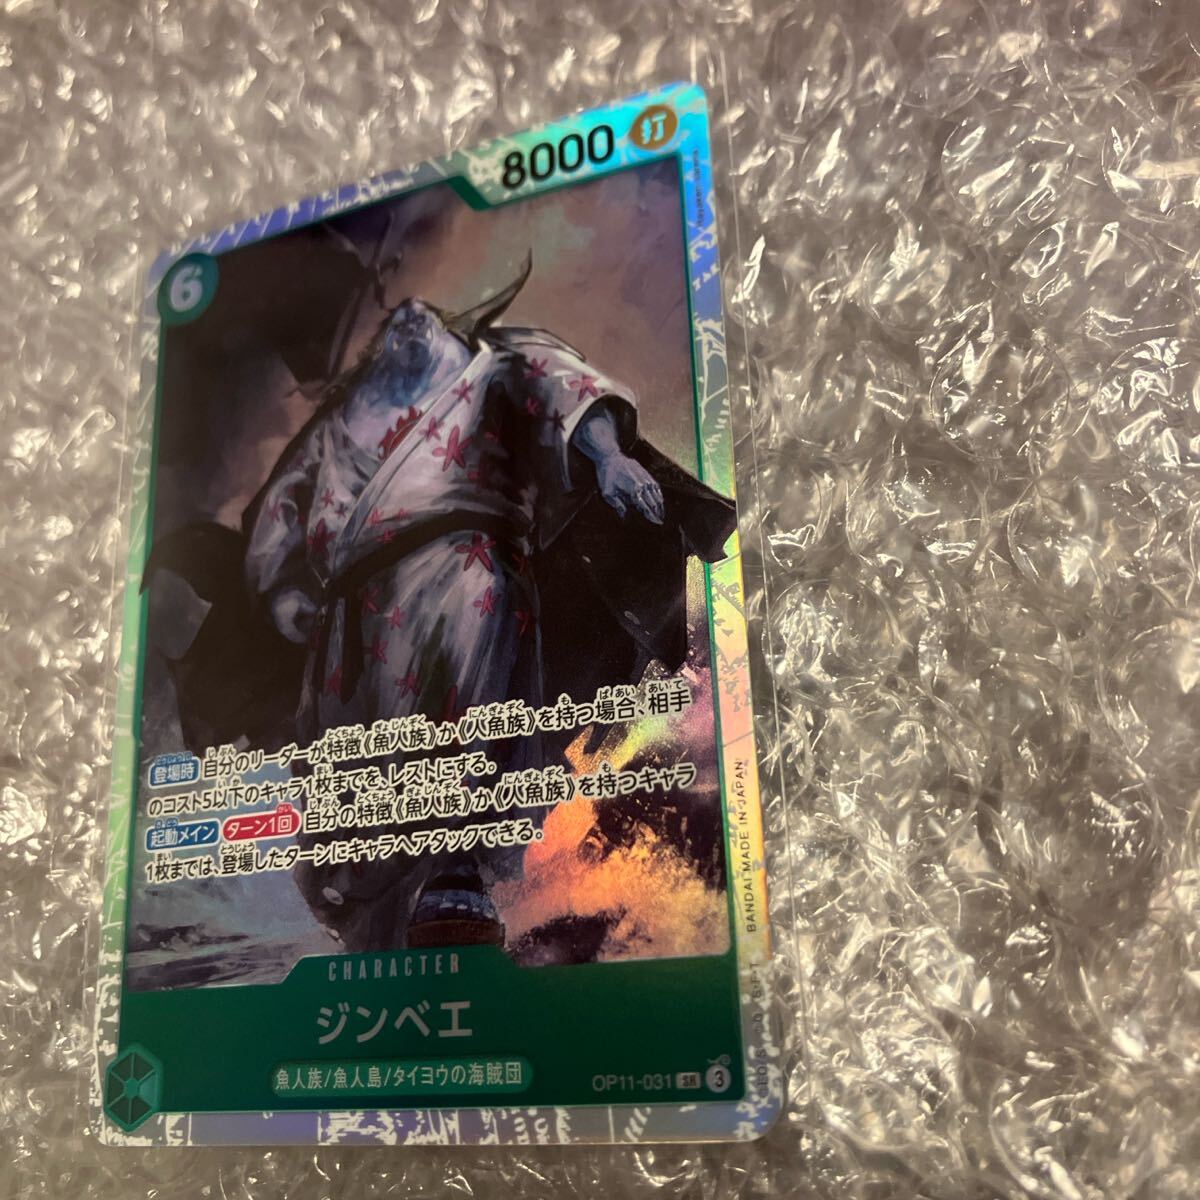 8000 打
6
登場時 自分のリーダーが特徴《魚人族》か《人魚族》を持つ場合、相手
のコスト5以下のキャラ1枚までを、レストにする。
起動メイン ターン1回 自分の特徴《魚人族》か《人魚族》を持つキャラ
1枚までは、登場したターンにキャラへアタックできる。
CHARACTER
ジンベエ
魚人族/魚人島/タイヨウの海賊団
OP11-031 SR 3
BANDAI MADE IN JAPAN